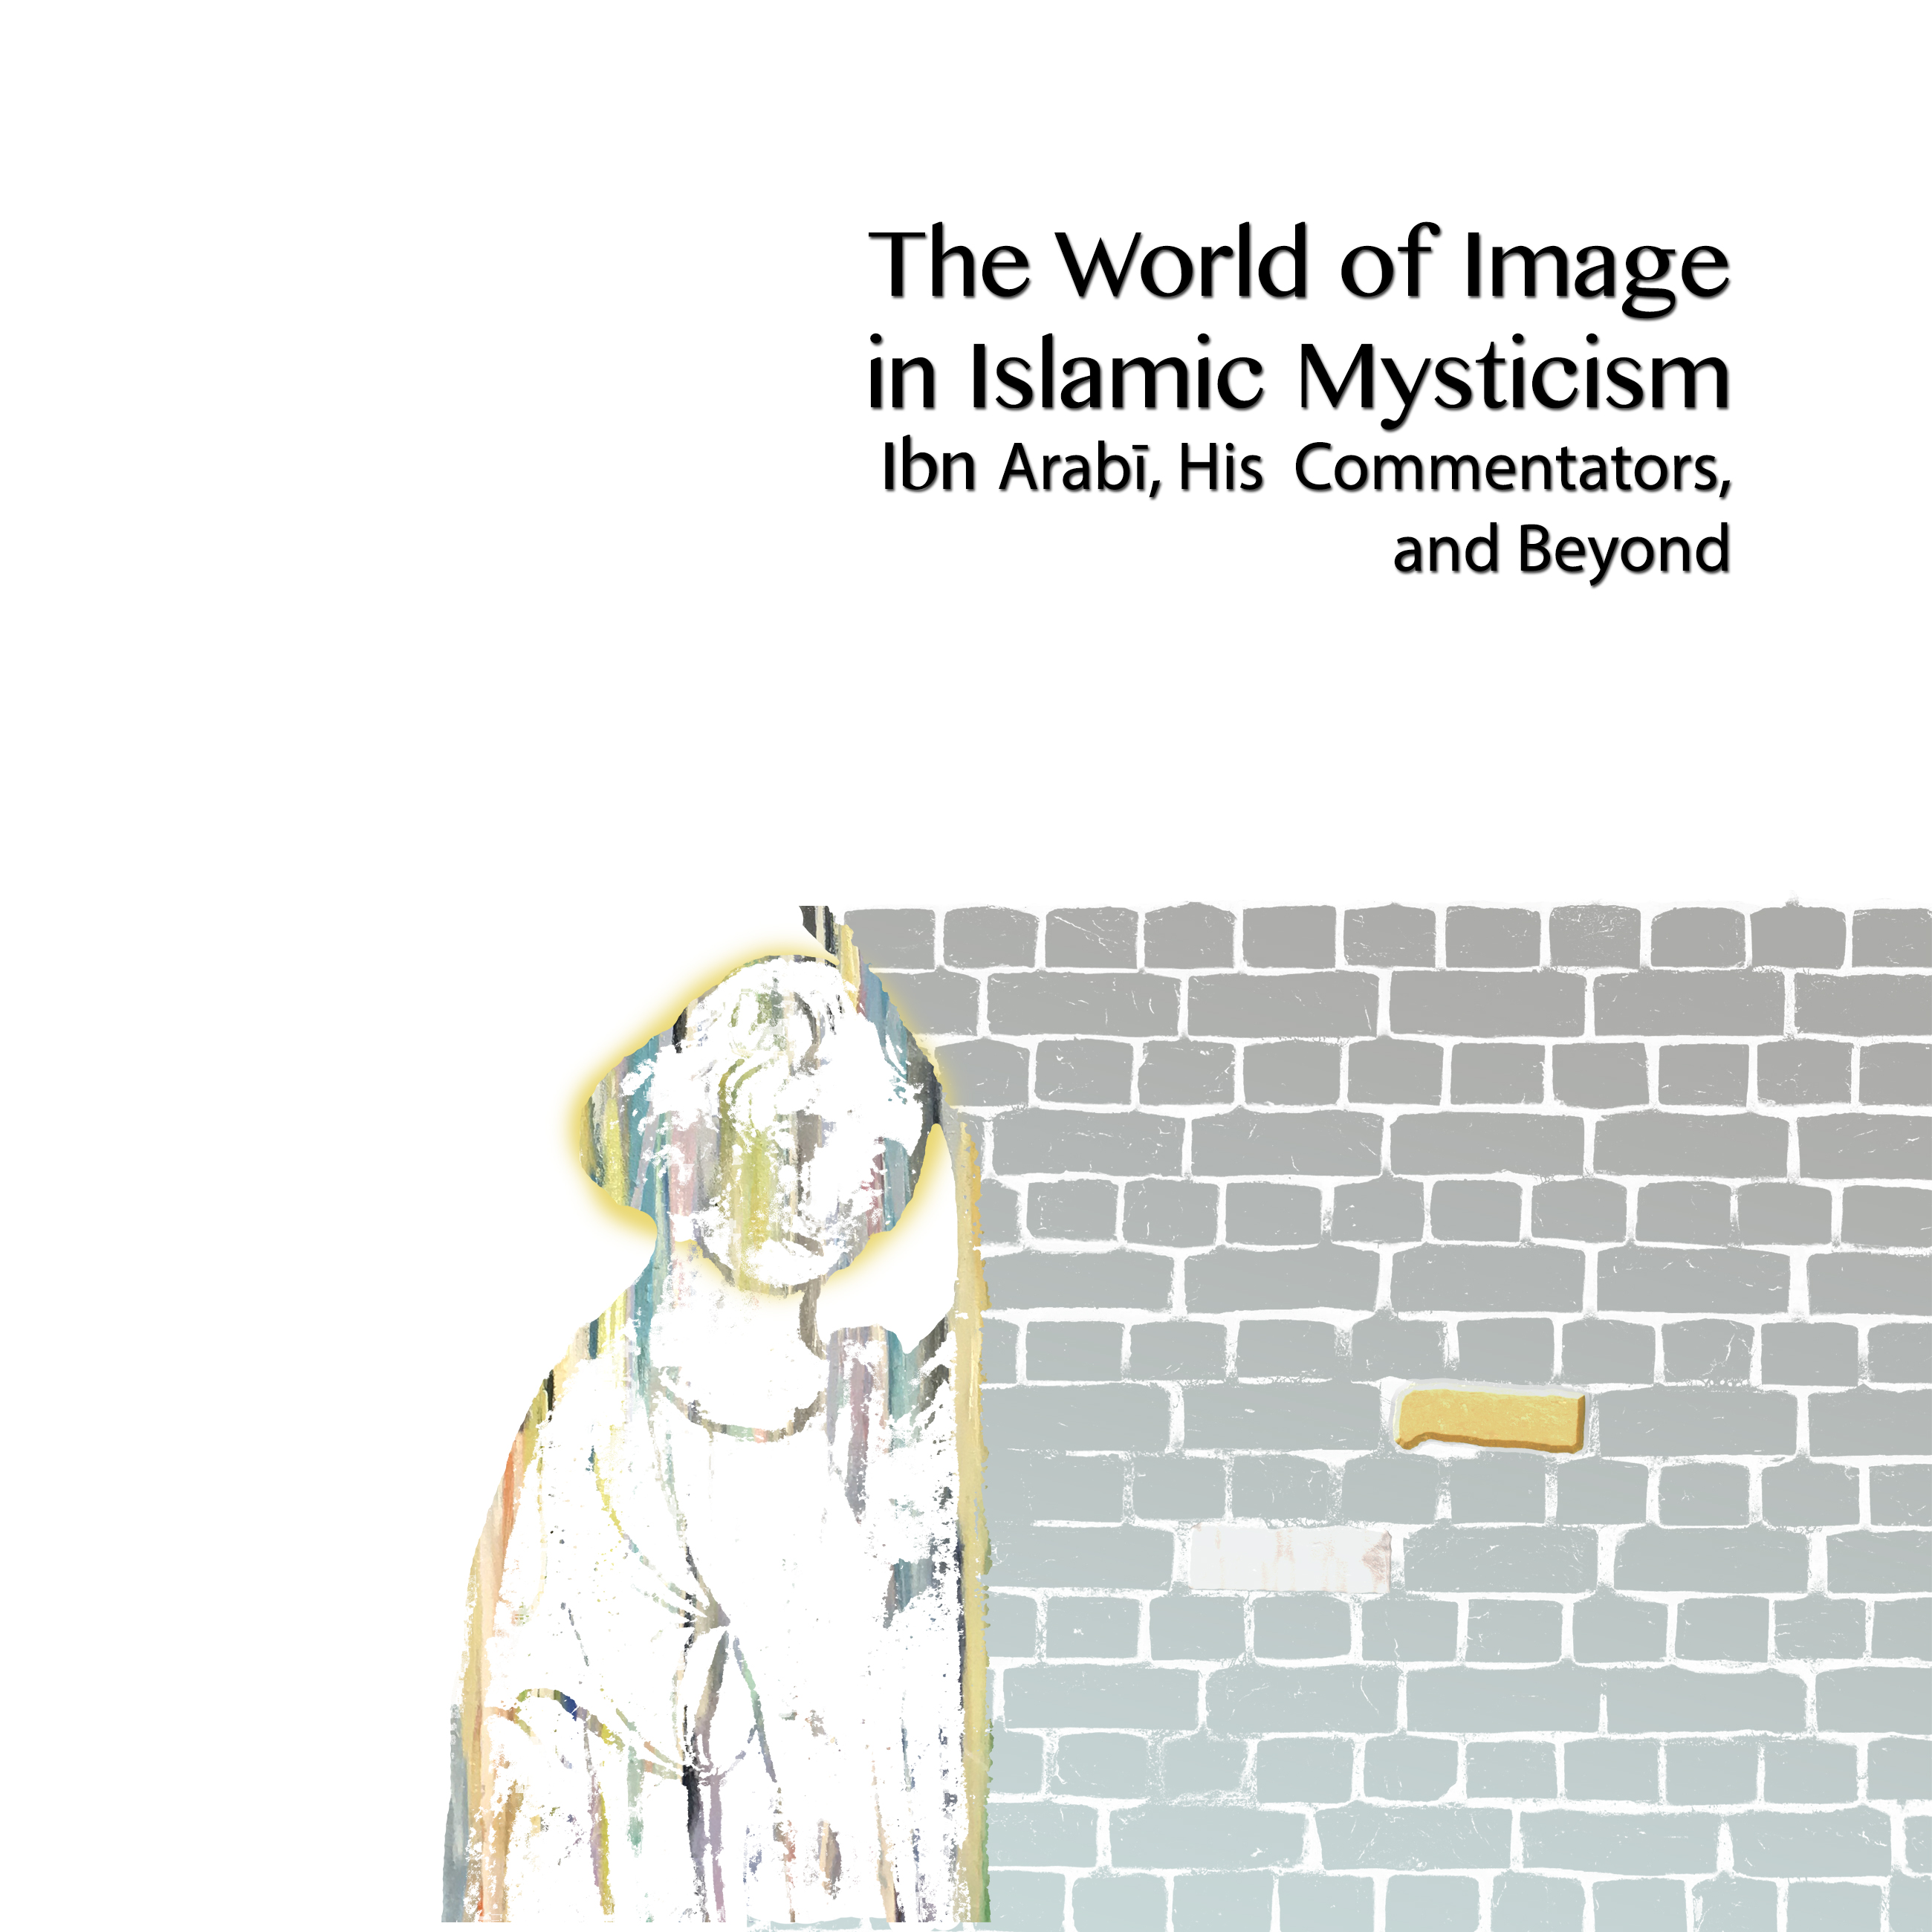 The World of Image
in Islamic Mysticism
Ibn Arabī, His Commentators,
and Beyond